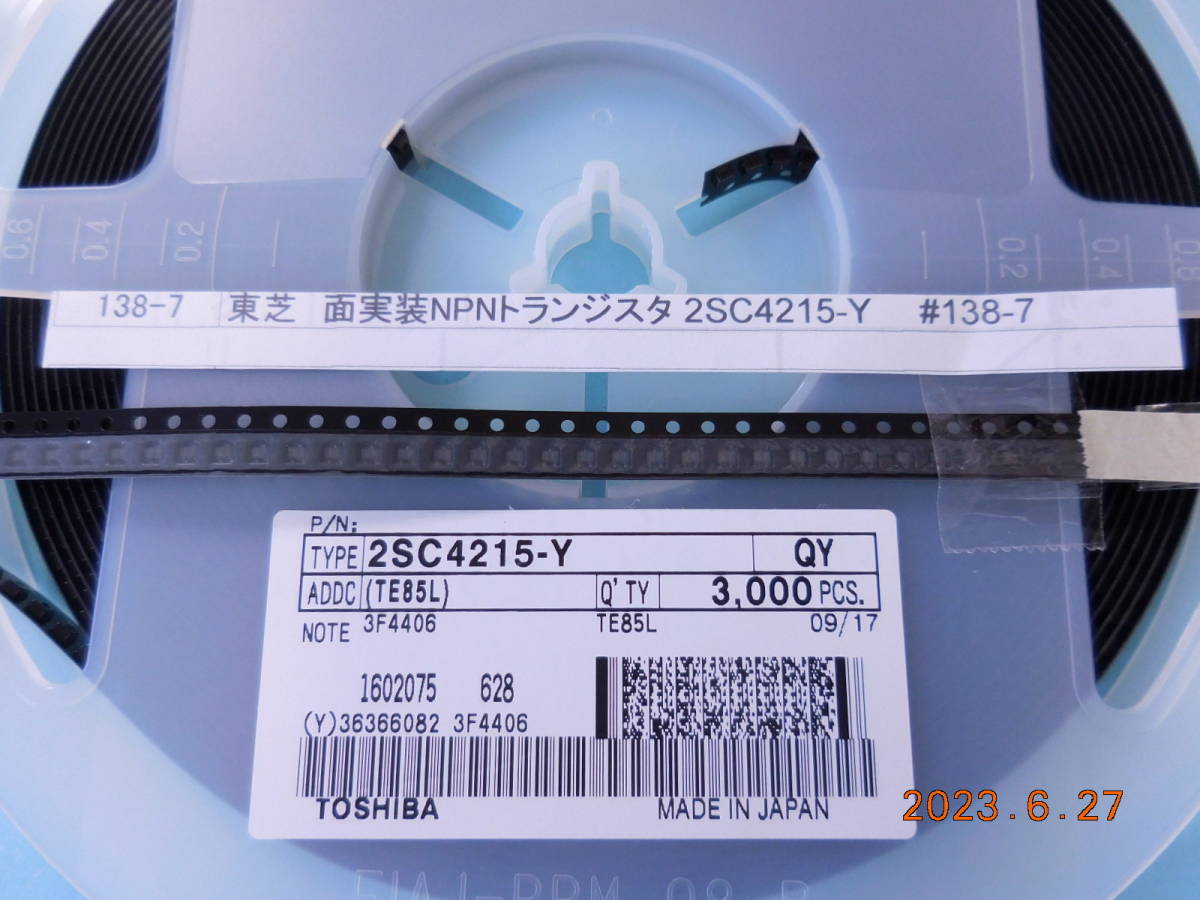 0.6 0.4 0.2
0.2 0.4 0.6
138-7 東芝 面実装NPNトランジスタ 2SC4215-Y #138-7
P/N:
TYPE 2SC4215-Y QY
ADDC (TE85L) Q'TY 3,000 PCS.
NOTE 3F4406 TE85L 09/17
1602075 628
(Y)36366082 3F4406
TOSHIBA MADE IN JAPAN
2023.6.27